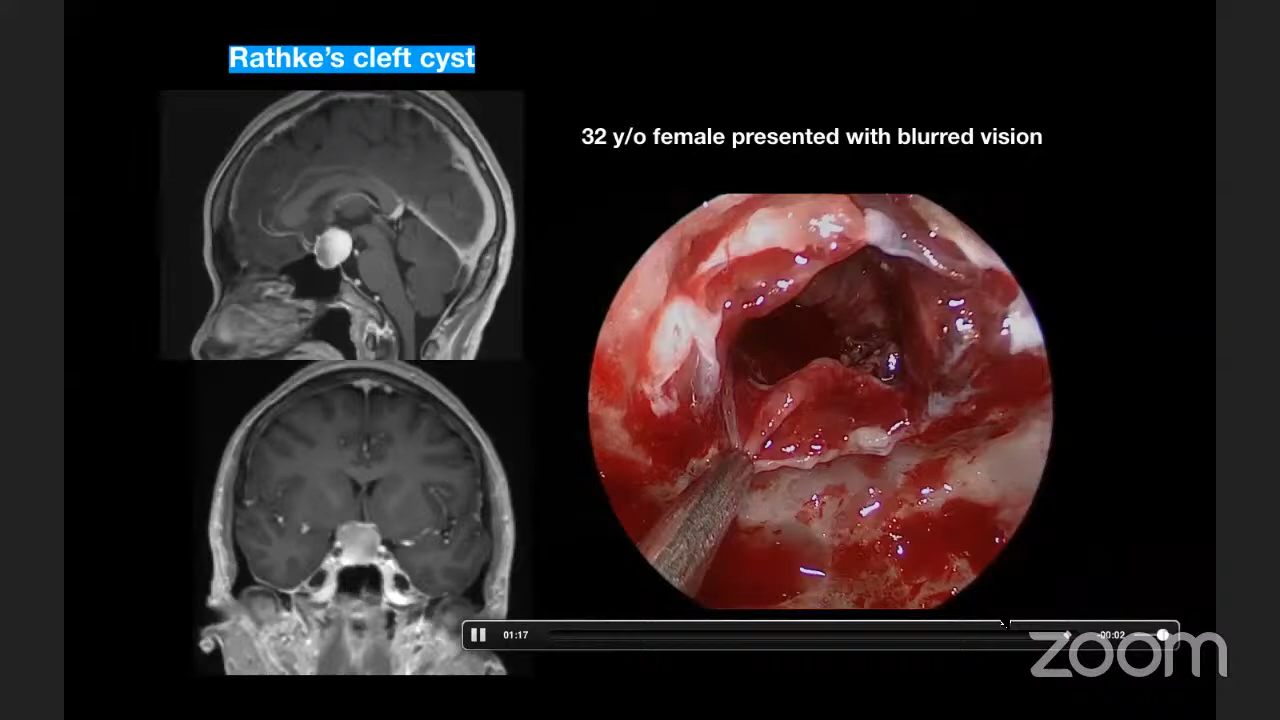 Rathke’s cleft cyst
32 y/o female presented with blurred vision
01:17
-00:02
zoom